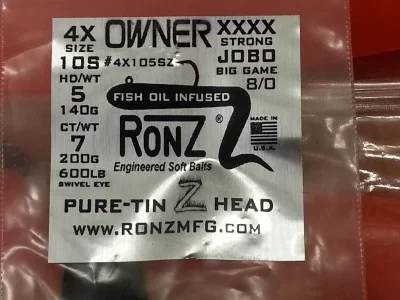 4X OWNER XXXX
SIZE STRONG
10S #4X105SZ JOBO
HD/WT BIG GAME
5 FISH OIL INFUSED 8/0
140G
CT/WT RONZ ® MADE IN
7 U.S.A.
200G Engineered Soft Baits
600LB
SWIVEL EYE
PURE-TIN Z HEAD
WWW.RONZMFG.COM